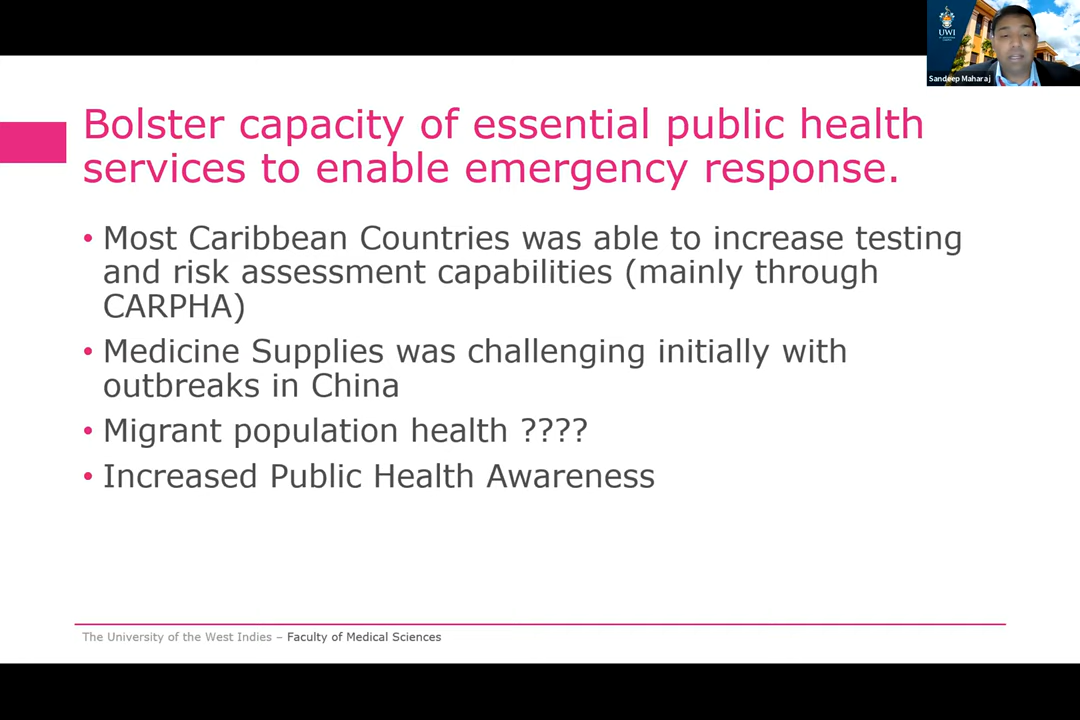 UWI
Sandeep Maharaj
Bolster capacity of essential public health
services to enable emergency response.
• Most Caribbean Countries was able to increase testing
and risk assessment capabilities (mainly through
CARPHA)
• Medicine Supplies was challenging initially with
outbreaks in China
• Migrant population health ????
• Increased Public Health Awareness
The University of the West Indies – Faculty of Medical Sciences